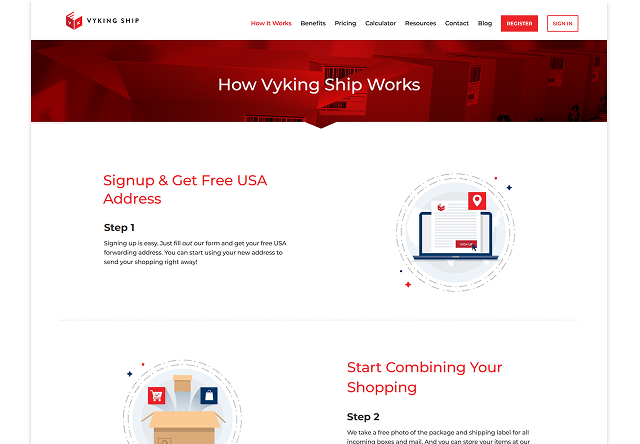 VYKING SHIP
How It Works Benefits Pricing Calculator Resources Contact Blog REGISTER SIGN IN
How Vyking Ship Works
Signup & Get Free USA
Address
Step 1
Signing up is easy. Just fill out our form and get your free USA
forwarding address. You can start using your new address to
send your shopping right away!
SIGN UP
Start Combining Your
Shopping
Step 2
We take a free photo of the package and shipping label for all
incoming boxes and mail. And you can store your items at our